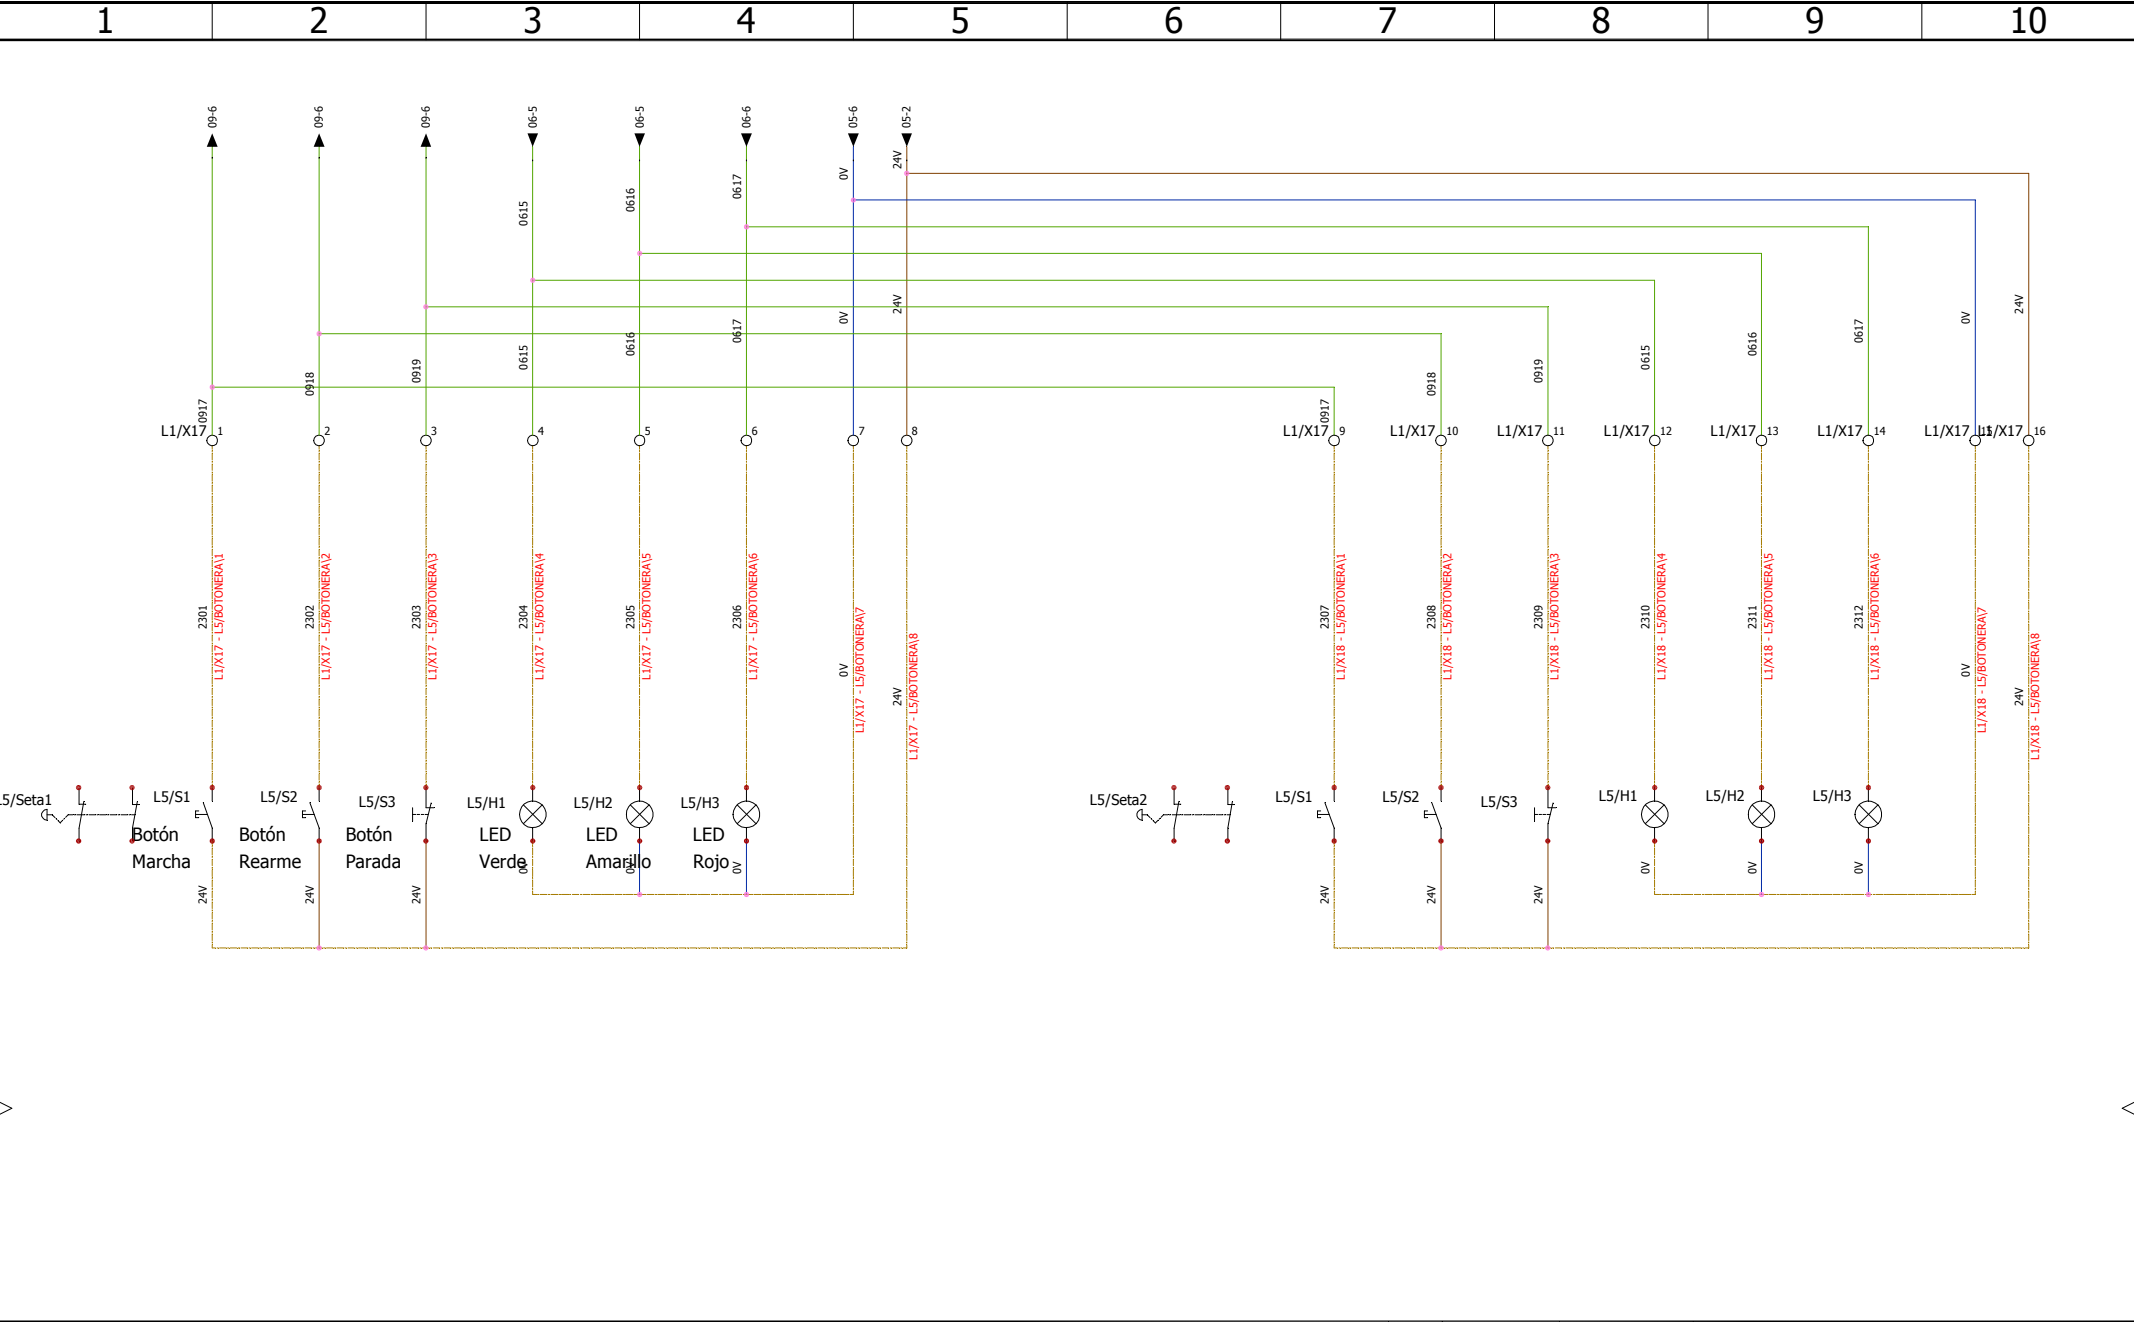 1 2 3 4 5 6 7 8 9 10
09-6 09-6 09-6 06-5 06-5 06-6 05-6 05-2
0V 24V
0615 0616 0617
0V 24V 0V 24V
0917 0918 0919 0615 0616 0617
0917 0918 0919 0615 0616 0617
L1/X17 1 2 3 4 5 6 7 8
L1/X17 9 L1/X17 10 L1/X17 11 L1/X17 12 L1/X17 13 L1/X17 14 L1/X17 15 L1/X17 16
2301 L1/X17 - L5/BOTONERA\1
2302 L1/X17 - L5/BOTONERA\2
2303 L1/X17 - L5/BOTONERA\3
2304 L1/X17 - L5/BOTONERA\4
2305 L1/X17 - L5/BOTONERA\5
2306 L1/X17 - L5/BOTONERA\6
0V L1/X17 - L5/BOTONERA\7
24V L1/X17 - L5/BOTONERA\8
2307 L1/X18 - L5/BOTONERA\1
2308 L1/X18 - L5/BOTONERA\2
2309 L1/X18 - L5/BOTONERA\3
2310 L1/X18 - L5/BOTONERA\4
2311 L1/X18 - L5/BOTONERA\5
2312 L1/X18 - L5/BOTONERA\6
0V L1/X18 - L5/BOTONERA\7
24V L1/X18 - L5/BOTONERA\8
L5/Seta1 L5/S1 L5/S2 L5/S3 L5/H1 L5/H2 L5/H3
Botón Botón Botón LED LED LED
Marcha Rearme Parada Verde Amarillo Rojo
0V 0V 0V
24V 24V 24V
L5/Seta2 L5/S1 L5/S2 L5/S3 L5/H1 L5/H2 L5/H3
0V 0V 0V
24V 24V 24V